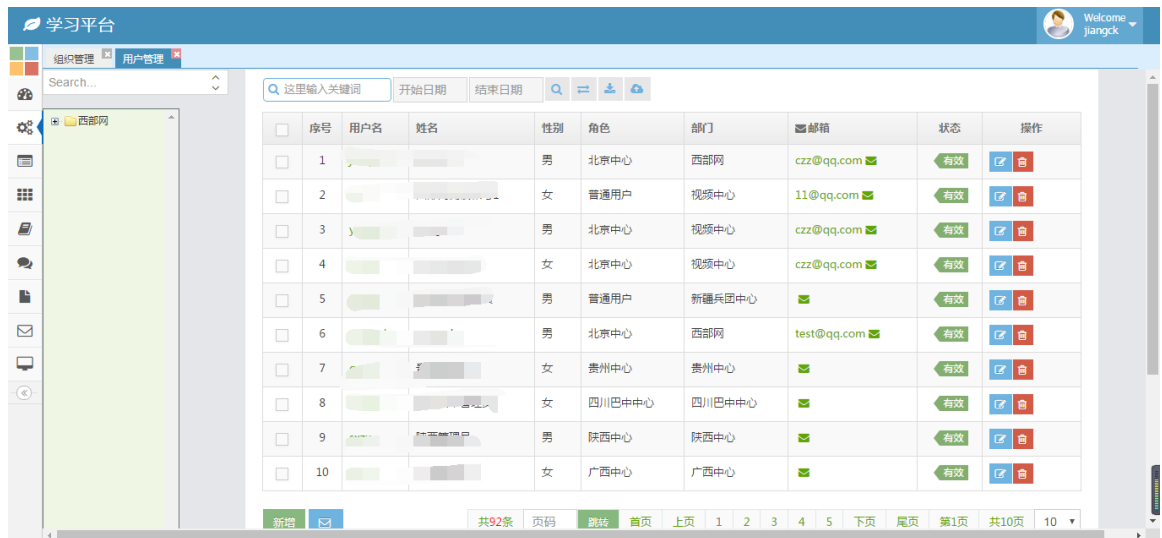 学习平台
Welcome
jiangck
组织管理 用户管理
Search...
西部网
这里输入关键词 开始日期 结束日期
序号 用户名 姓名 性别 角色 部门 邮箱 状态 操作
1 男 北京中心 西部网 czz@qq.com 有效
2 女 普通用户 视频中心 11@qq.com 有效
3 男 北京中心 视频中心 czz@qq.com 有效
4 女 北京中心 视频中心 czz@qq.com 有效
5 男 普通用户 新疆兵团中心 有效
6 男 北京中心 西部网 test@qq.com 有效
7 女 贵州中心 贵州中心 有效
8 女 四川巴中中心 四川巴中中心 有效
9 男 陕西中心 陕西中心 有效
10 女 广西中心 广西中心 有效
新增 共92条 页码 跳转 首页 上页 1 2 3 4 5 下页 尾页 第1页 共10页 10